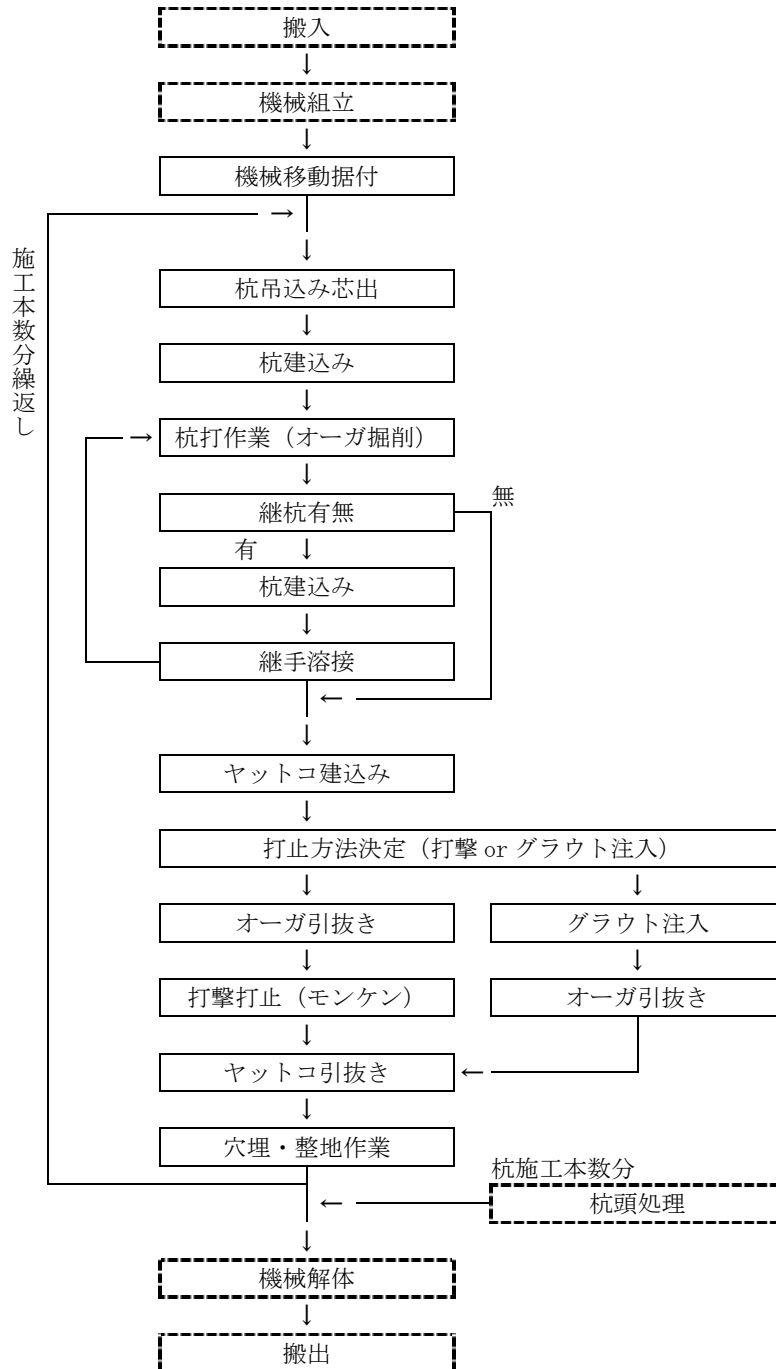 搬入
↓
機械組立
↓
機械移動据付
→
↓
施工本数分繰返し
杭吊込み芯出
↓
杭建込み
↓
→ 杭打作業（オーガ掘削）
↓
継杭有無
無
有 ↓
杭建込み
↓
継手溶接
←
↓
ヤットコ建込み
↓
打止方法決定（打撃 or グラウト注入）
↓ ↓
オーガ引抜き グラウト注入
↓ ↓
打撃打止（モンケン） オーガ引抜き
↓
ヤットコ引抜き ←
↓
穴埋・整地作業
杭施工本数分
← 杭頭処理
↓
機械解体
↓
搬出